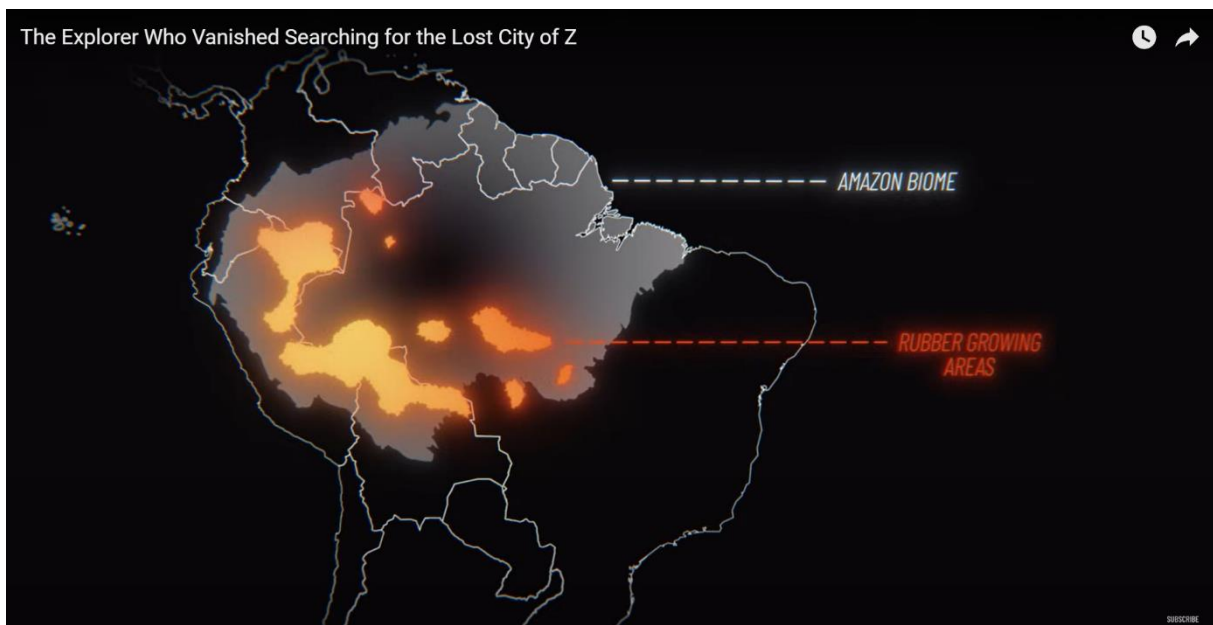 The Explorer Who Vanished Searching for the Lost City of Z
AMAZON BIOME
RUBBER GROWING
AREAS
SUBSCRIBE